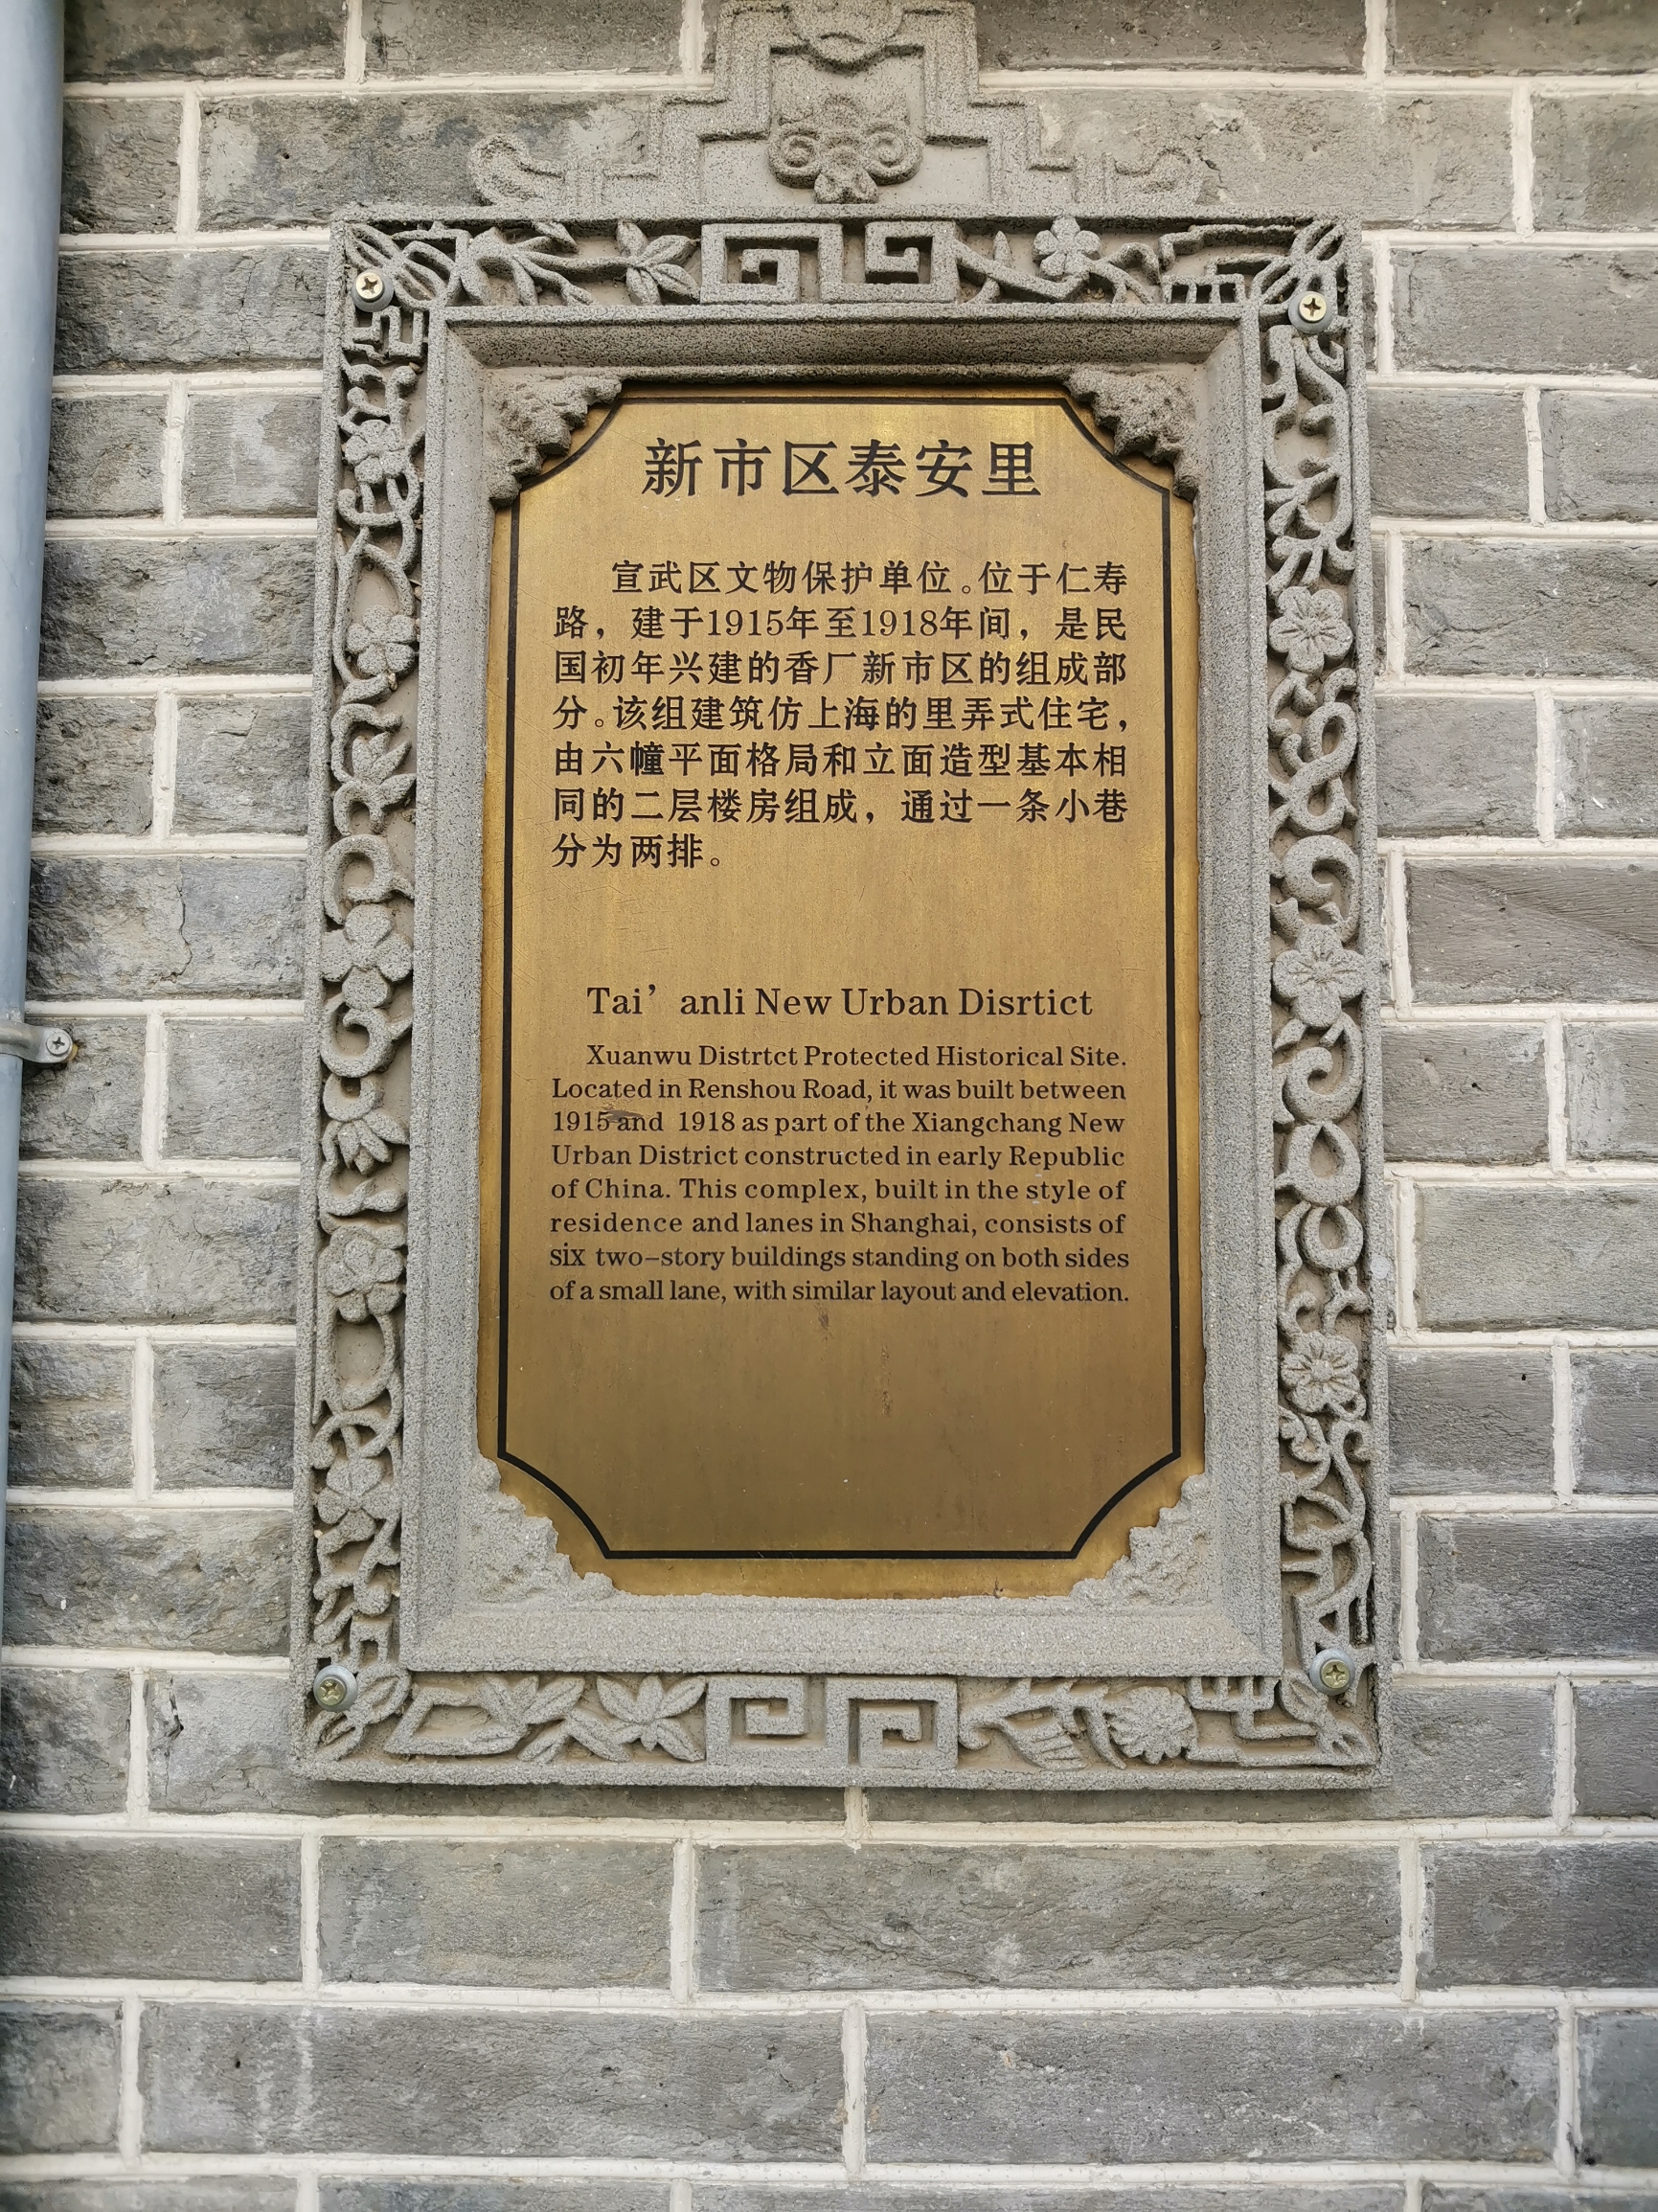 新市区泰安里
宣武区文物保护单位。位于仁寿
路，建于1915年至1918年间，是民
国初年兴建的香厂新市区的组成部
分。该组建筑仿上海的里弄式住宅，
由六幢平面格局和立面造型基本相
同的二层楼房组成，通过一条小巷
分为两排。
Tai’anli New Urban Disrtict
Xuanwu Distrtct Protected Historical Site.
Located in Renshou Road, it was built between
1915 and 1918 as part of the Xiangchang New
Urban District constructed in early Republic
of China. This complex, built in the style of
residence and lanes in Shanghai, consists of
six two-story buildings standing on both sides
of a small lane, with similar layout and elevation.